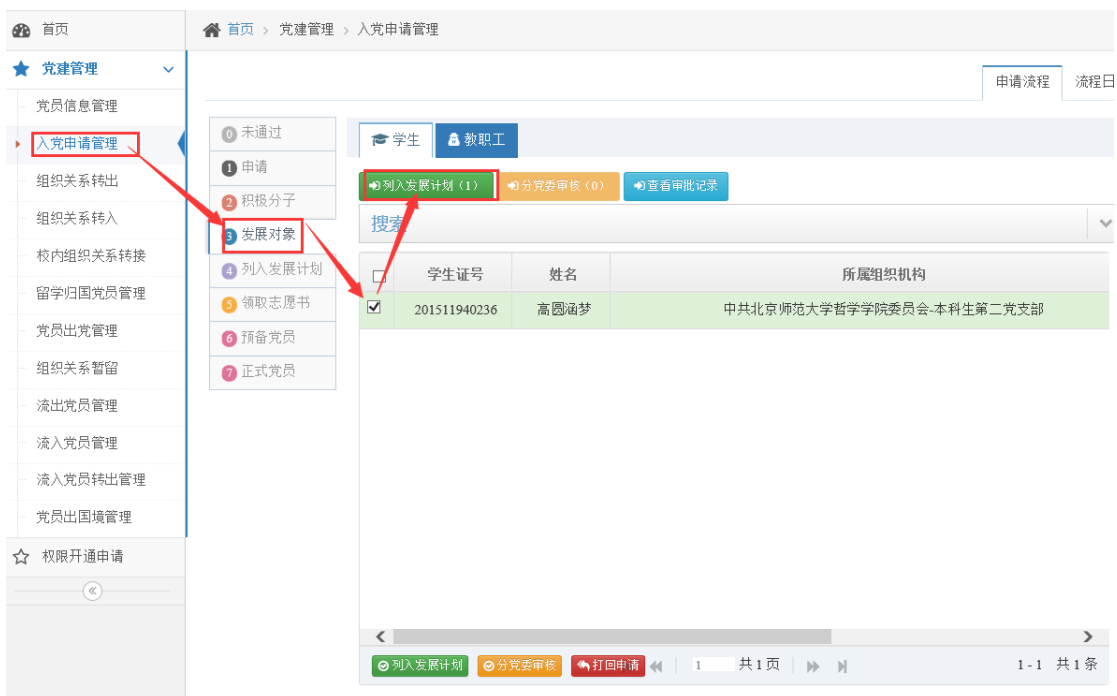 首页
首页 > 党建管理 > 入党申请管理
党建管理
申请流程 流程日
党员信息管理
入党申请管理
组织关系转出
组织关系转入
校内组织关系转接
留学归国党员管理
党员出党管理
组织关系暂留
流出党员管理
流入党员管理
流入党员转出管理
党员出国境管理
权限开通申请
0 未通过
1 申请
2 积极分子
3 发展对象
4 列入发展计划
5 领取志愿书
6 预备党员
7 正式党员
学生 教职工
列入发展计划（1） 分党委审核（0） 查看审批记录
搜索
学生证号 姓名 所属组织机构
201511940236 高圆涵梦 中共北京师范大学哲学学院委员会-本科生第二党支部
列入发展计划 分党委审核 打回申请 1 共1页 1-1 共1条